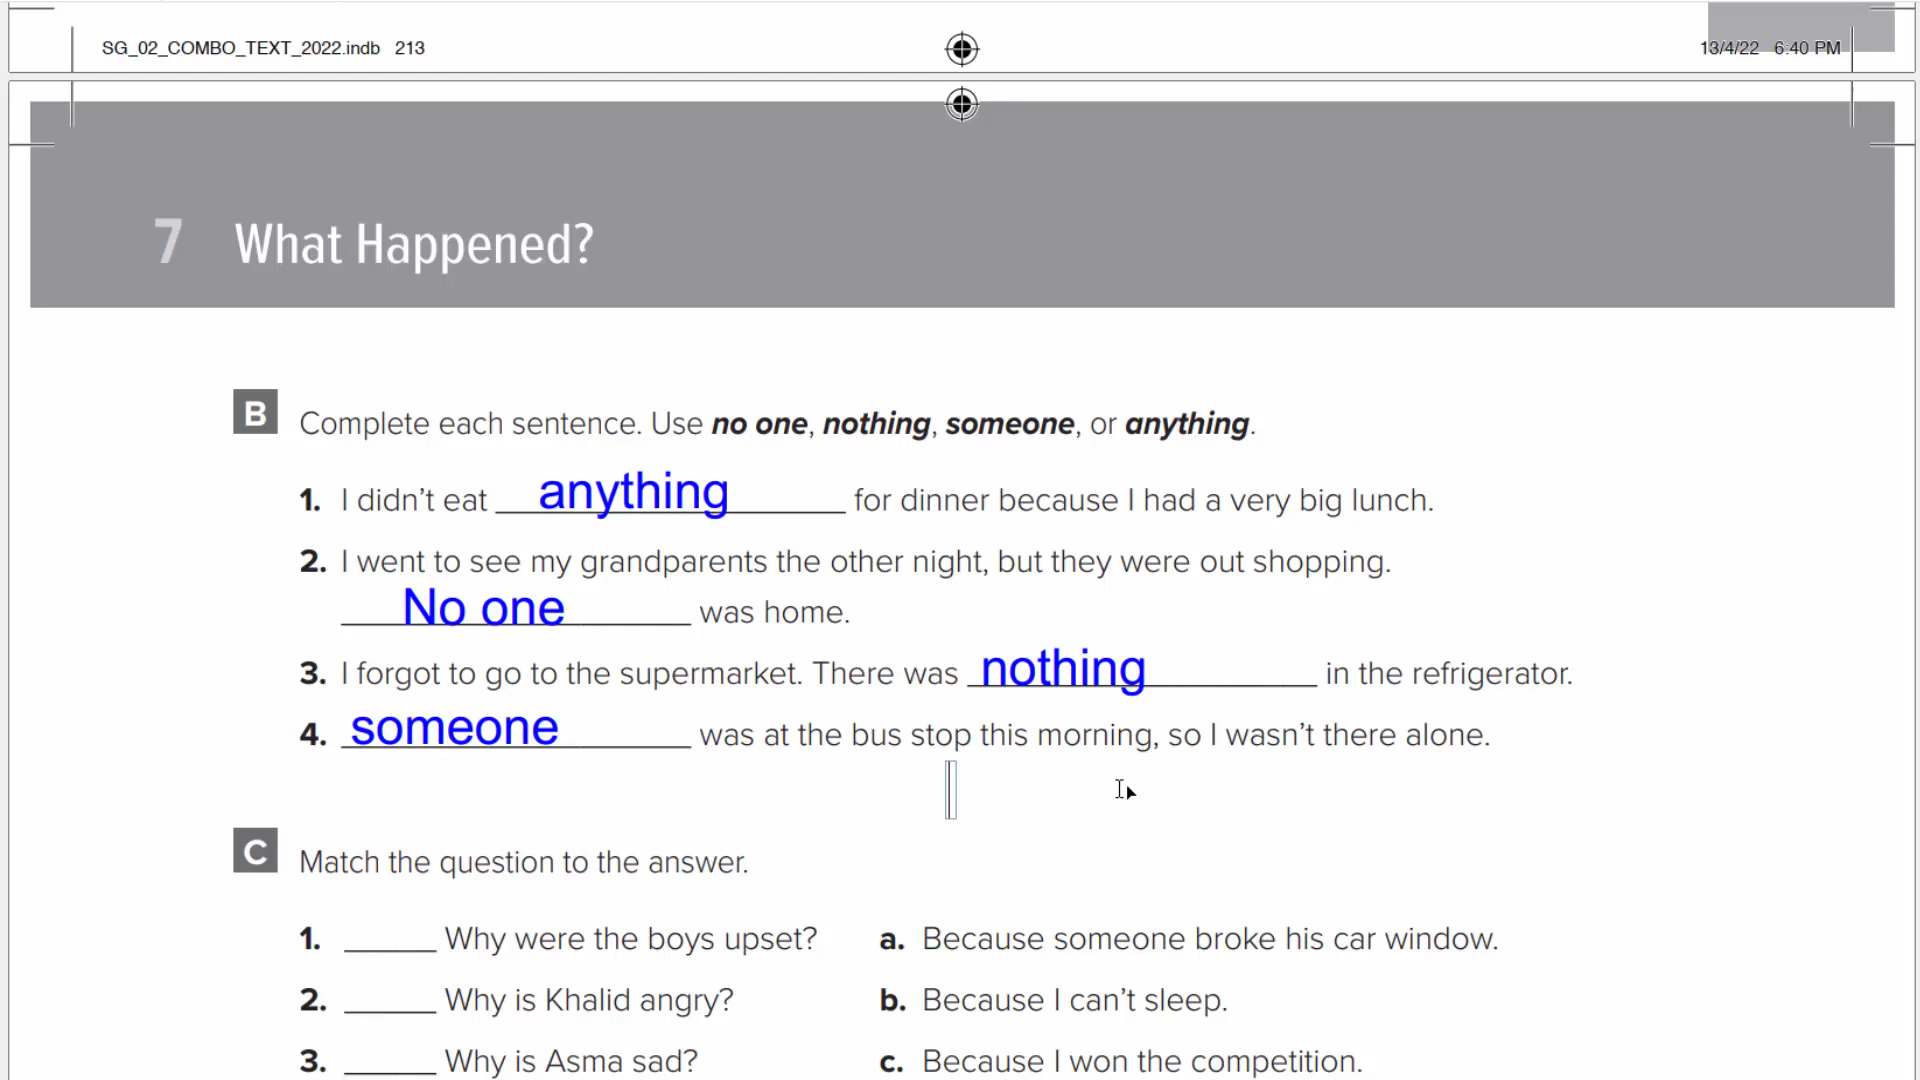 SG_02_COMBO_TEXT_2022.indb 213
13/4/22 6:40 PM
7 What Happened?
B Complete each sentence. Use no one, nothing, someone, or anything.
1. I didn’t eat anything for dinner because I had a very big lunch.
2. I went to see my grandparents the other night, but they were out shopping.
No one was home.
3. I forgot to go to the supermarket. There was nothing in the refrigerator.
4. someone was at the bus stop this morning, so I wasn’t there alone.
C Match the question to the answer.
1. ______ Why were the boys upset? a. Because someone broke his car window.
2. ______ Why is Khalid angry? b. Because I can’t sleep.
3. ______ Why is Asma sad? c. Because I won the competition.